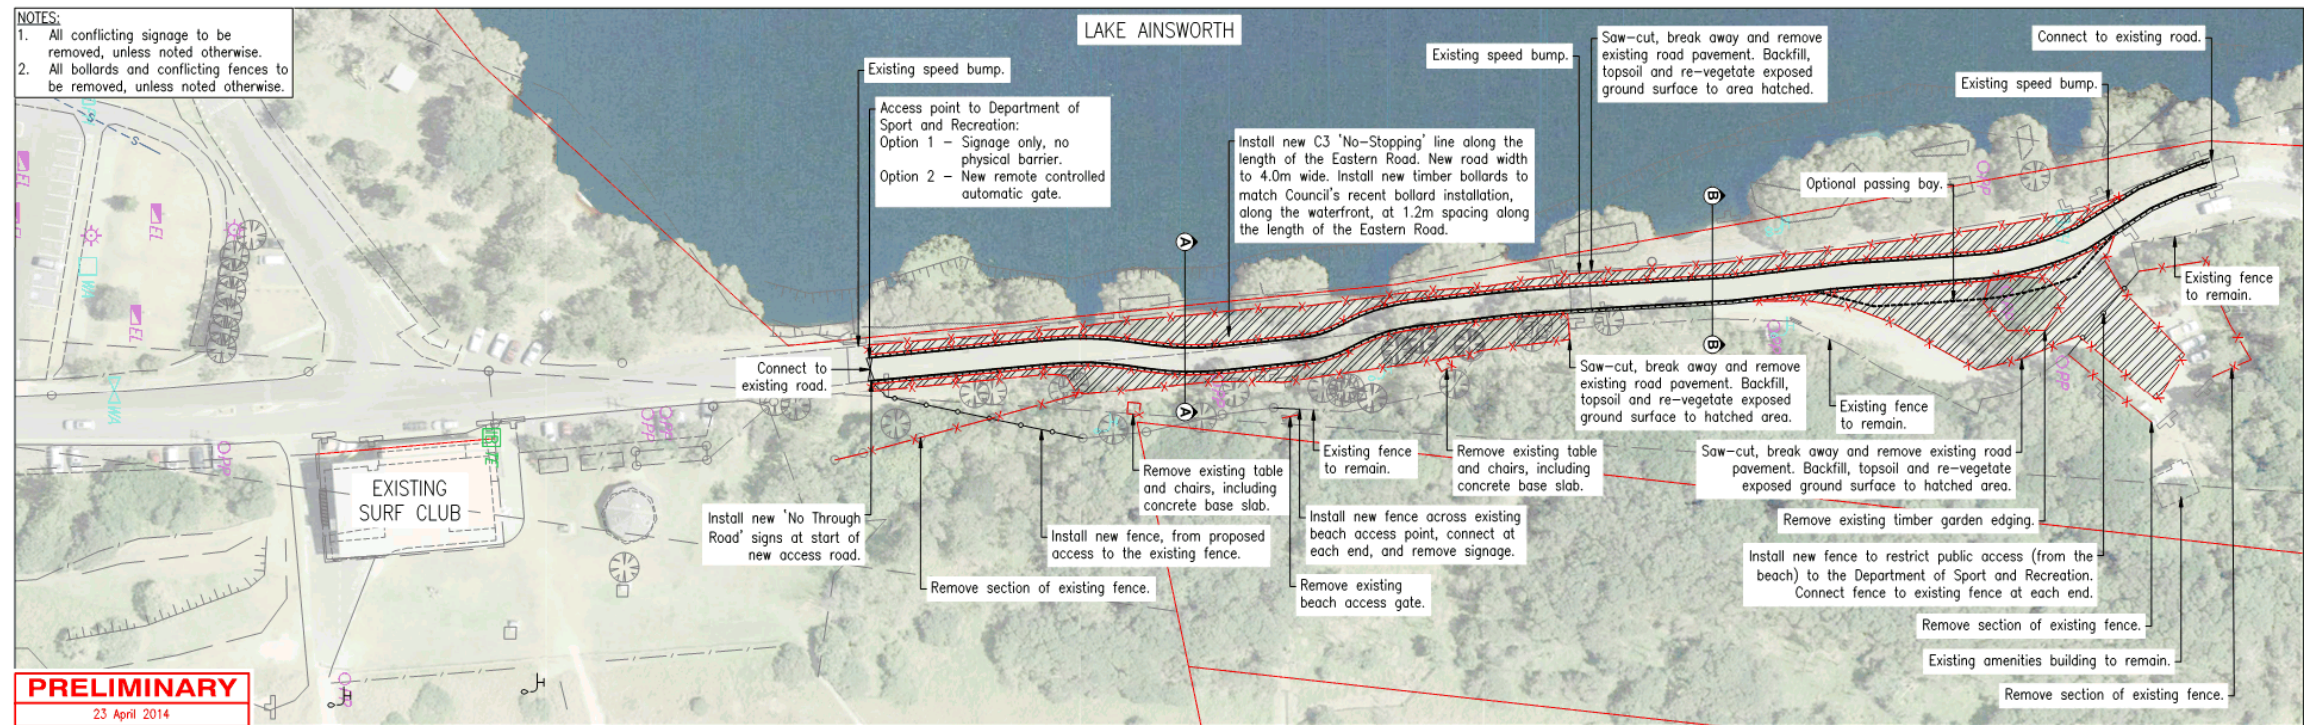 NOTES:
1. All conflicting signage to be
removed, unless noted otherwise.
2. All bollards and conflicting fences to
be removed, unless noted otherwise.
LAKE AINSWORTH
Existing speed bump.
Access point to Department of
Sport and Recreation:
Option 1 – Signage only, no
physical barrier.
Option 2 – New remote controlled
automatic gate.
Install new C3 'No-Stopping' line along the
length of the Eastern Road. New road width
to 4.0m wide. Install new timber bollards to
match Council's recent bollard installation,
along the waterfront, at 1.2m spacing along
the length of the Eastern Road.
Existing speed bump.
Saw-cut, break away and remove
existing road pavement. Backfill,
topsoil and re-vegetate exposed
ground surface to area hatched.
Existing speed bump.
Connect to existing road.
Optional passing bay.
Existing fence
to remain.
A
A
B
B
Connect to
existing road.
EXISTING
SURF CLUB
Install new 'No Through
Road' signs at start of
new access road.
Remove section of existing fence.
Install new fence, from proposed
access to the existing fence.
Remove existing table
and chairs, including
concrete base slab.
Existing fence
to remain.
Install new fence across existing
beach access point, connect at
each end, and remove signage.
Remove existing
beach access gate.
Remove existing table
and chairs, including
concrete base slab.
Saw-cut, break away and remove
existing road pavement. Backfill,
topsoil and re-vegetate exposed
ground surface to hatched area.
Existing fence
to remain.
Saw-cut, break away and remove existing road
pavement. Backfill, topsoil and re-vegetate
exposed ground surface to hatched area.
Remove existing timber garden edging.
Install new fence to restrict public access (from the
beach) to the Department of Sport and Recreation.
Connect fence to existing fence at each end.
Remove section of existing fence.
Existing amenities building to remain.
Remove section of existing fence.
EL
EL
EL
WA
WA
PP
PP
PP
PP
PP
S
S
PRELIMINARY
23 April 2014